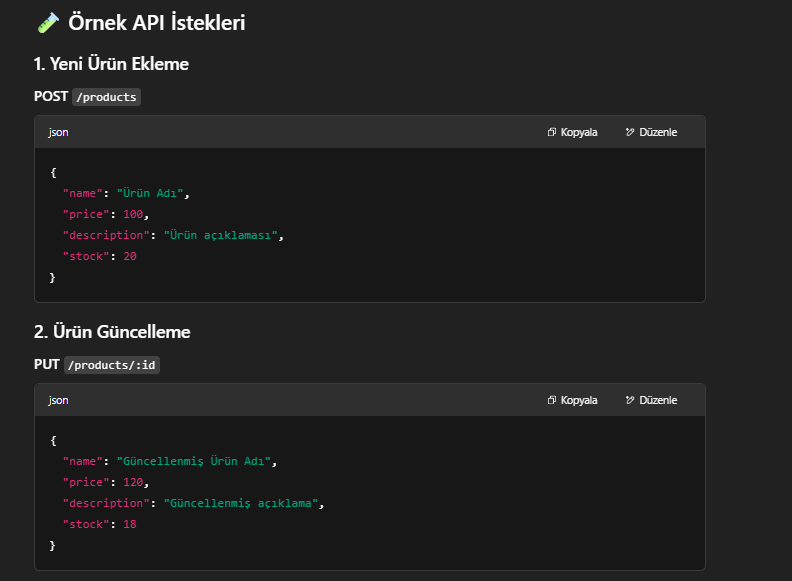 Örnek API İstekleri
1. Yeni Ürün Ekleme
POST /products
json Kopyala Düzenle
{
"name": "Ürün Adı",
"price": 100,
"description": "Ürün açıklaması",
"stock": 20
}
2. Ürün Güncelleme
PUT /products/:id
json Kopyala Düzenle
{
"name": "Güncellenmiş Ürün Adı",
"price": 120,
"description": "Güncellenmiş açıklama",
"stock": 18
}